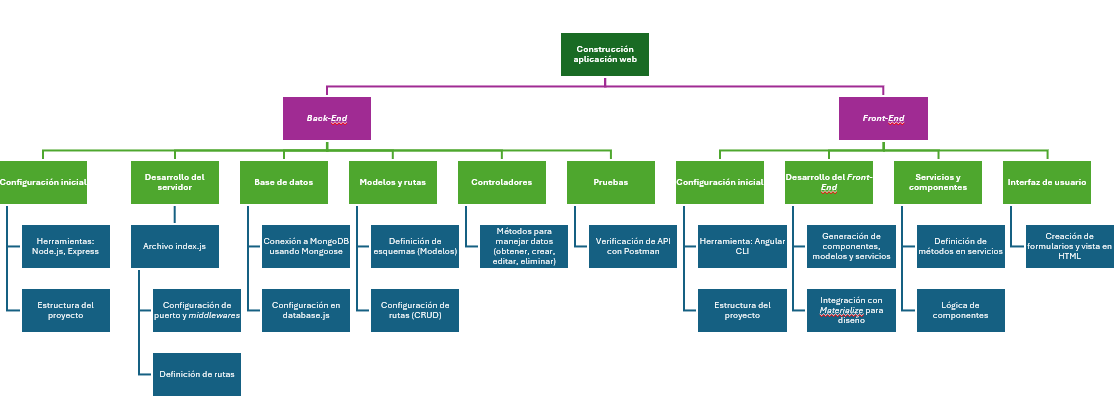 Construcción
aplicación web
Back-End
Front-End
Configuración inicial
Desarrollo del
servidor
Base de datos
Modelos y rutas
Controladores
Pruebas
Configuración inicial
Desarrollo del Front-
End
Servicios y
componentes
Interfaz de usuario
Herramientas:
Node.js, Express
Archivo index.js
Conexión a MongoDB
usando Mongoose
Definición de
esquemas (Modelos)
Métodos para
manejar datos
(obtener, crear,
editar, eliminar)
Verificación de API
con Postman
Herramienta: Angular
CLI
Generación de
componentes,
modelos y servicios
Definición de
métodos en servicios
Creación de
formularios y vista en
HTML
Estructura del
proyecto
Configuración de
puerto y middlewares
Configuración en
database.js
Configuración de
rutas (CRUD)
Estructura del
proyecto
Integración con
Materialize para
diseño
Lógica de
componentes
Definición de rutas